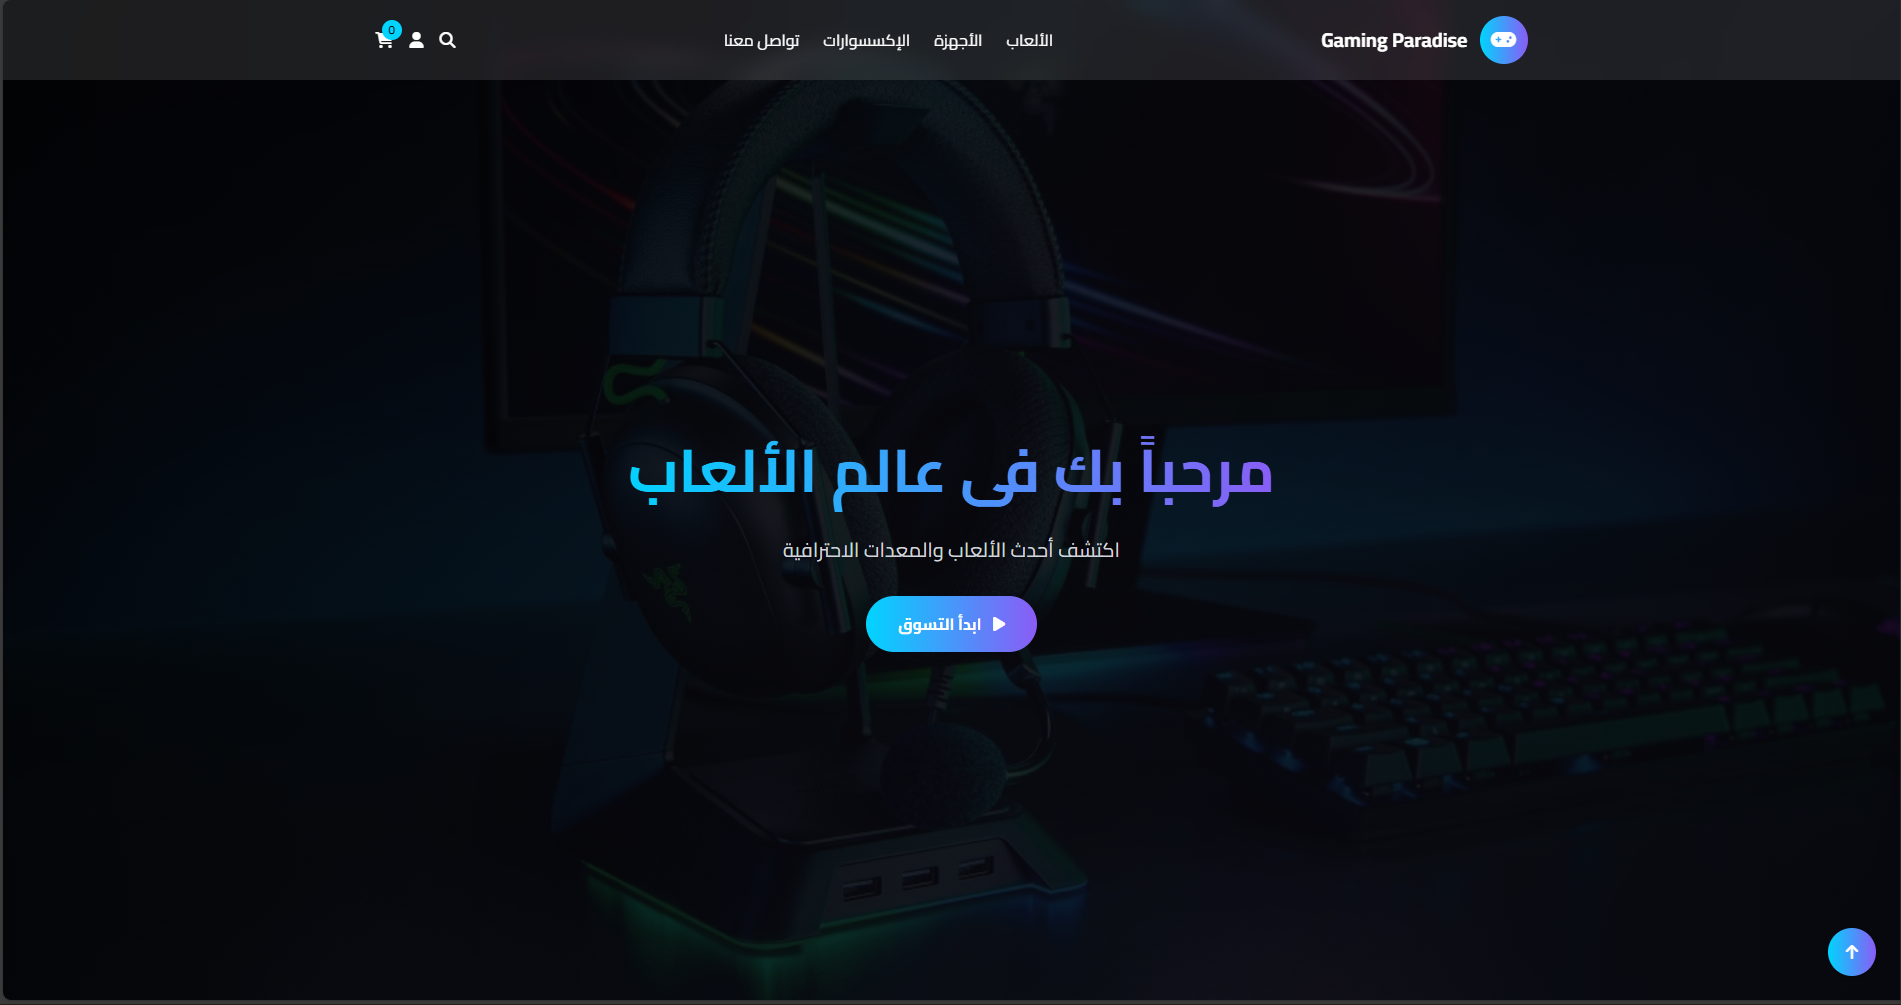 Gaming Paradise
الألعاب
الأجهزة
الإكسسوارات
تواصل معنا
0
مرحباً بك في عالم الألعاب
اكتشف أحدث الألعاب والمعدات الاحترافية
ابدأ التسوق